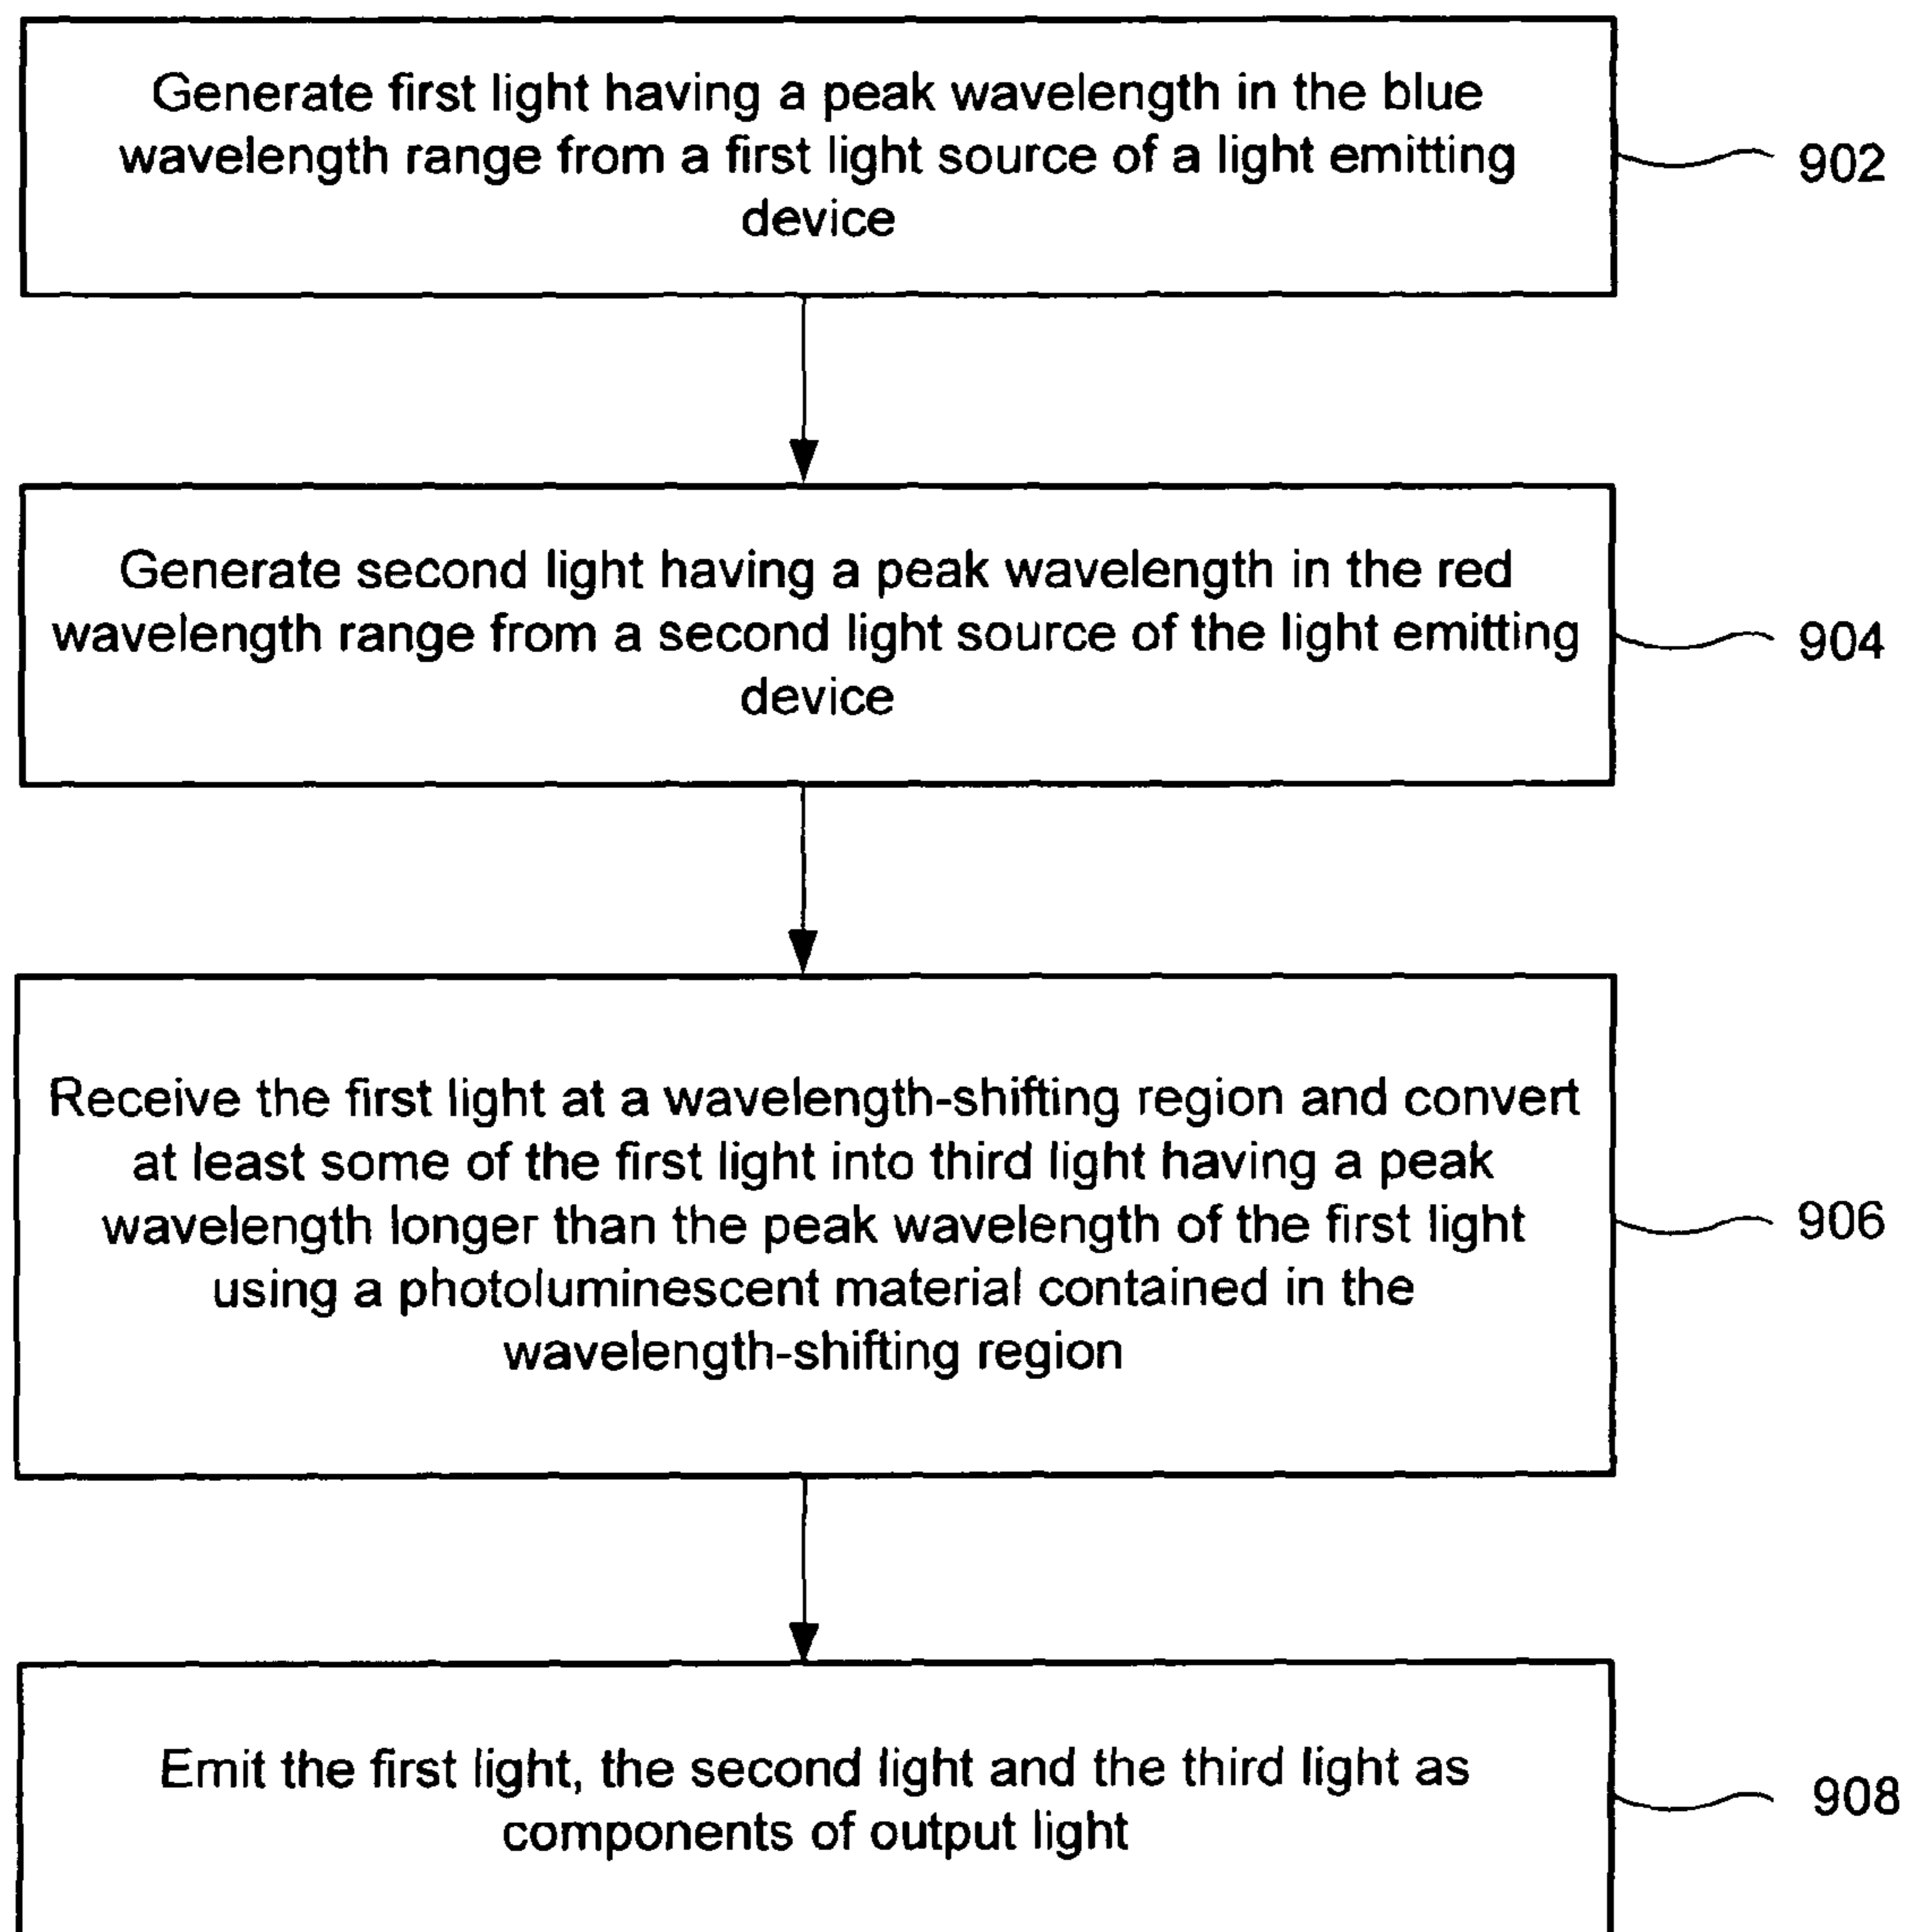 Generate first light having a peak wavelength in the blue
wavelength range from a first light source of a light emitting
device
902
Generate second light having a peak wavelength in the red
wavelength range from a second light source of the light emitting
device
904
Receive the first light at a wavelength-shifting region and convert
at least some of the first light into third light having a peak
wavelength longer than the peak wavelength of the first light
using a photoluminescent material contained in the
wavelength-shifting region
906
Emit the first light, the second light and the third light as
components of output light
908